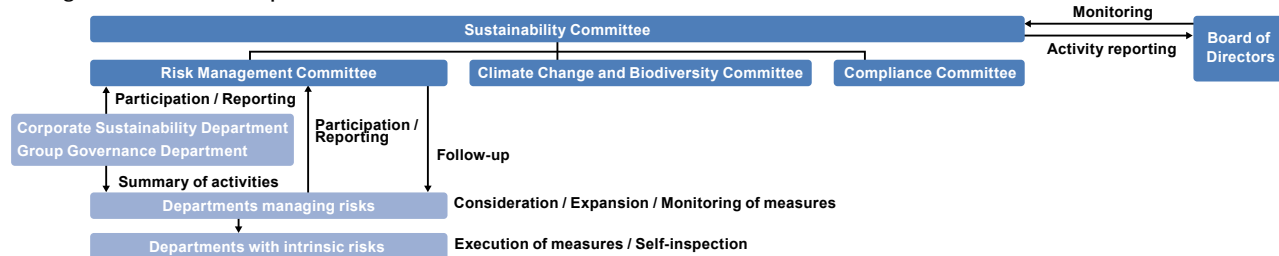 Monitoring
Sustainability Committee
Board of
Directors
Activity reporting
Risk Management Committee
Climate Change and Biodiversity Committee
Compliance Committee
Participation / Reporting
Corporate Sustainability Department
Group Governance Department
Participation /
Reporting
Follow-up
Summary of activities
Departments managing risks
Consideration / Expansion / Monitoring of measures
Departments with intrinsic risks
Execution of measures / Self-inspection